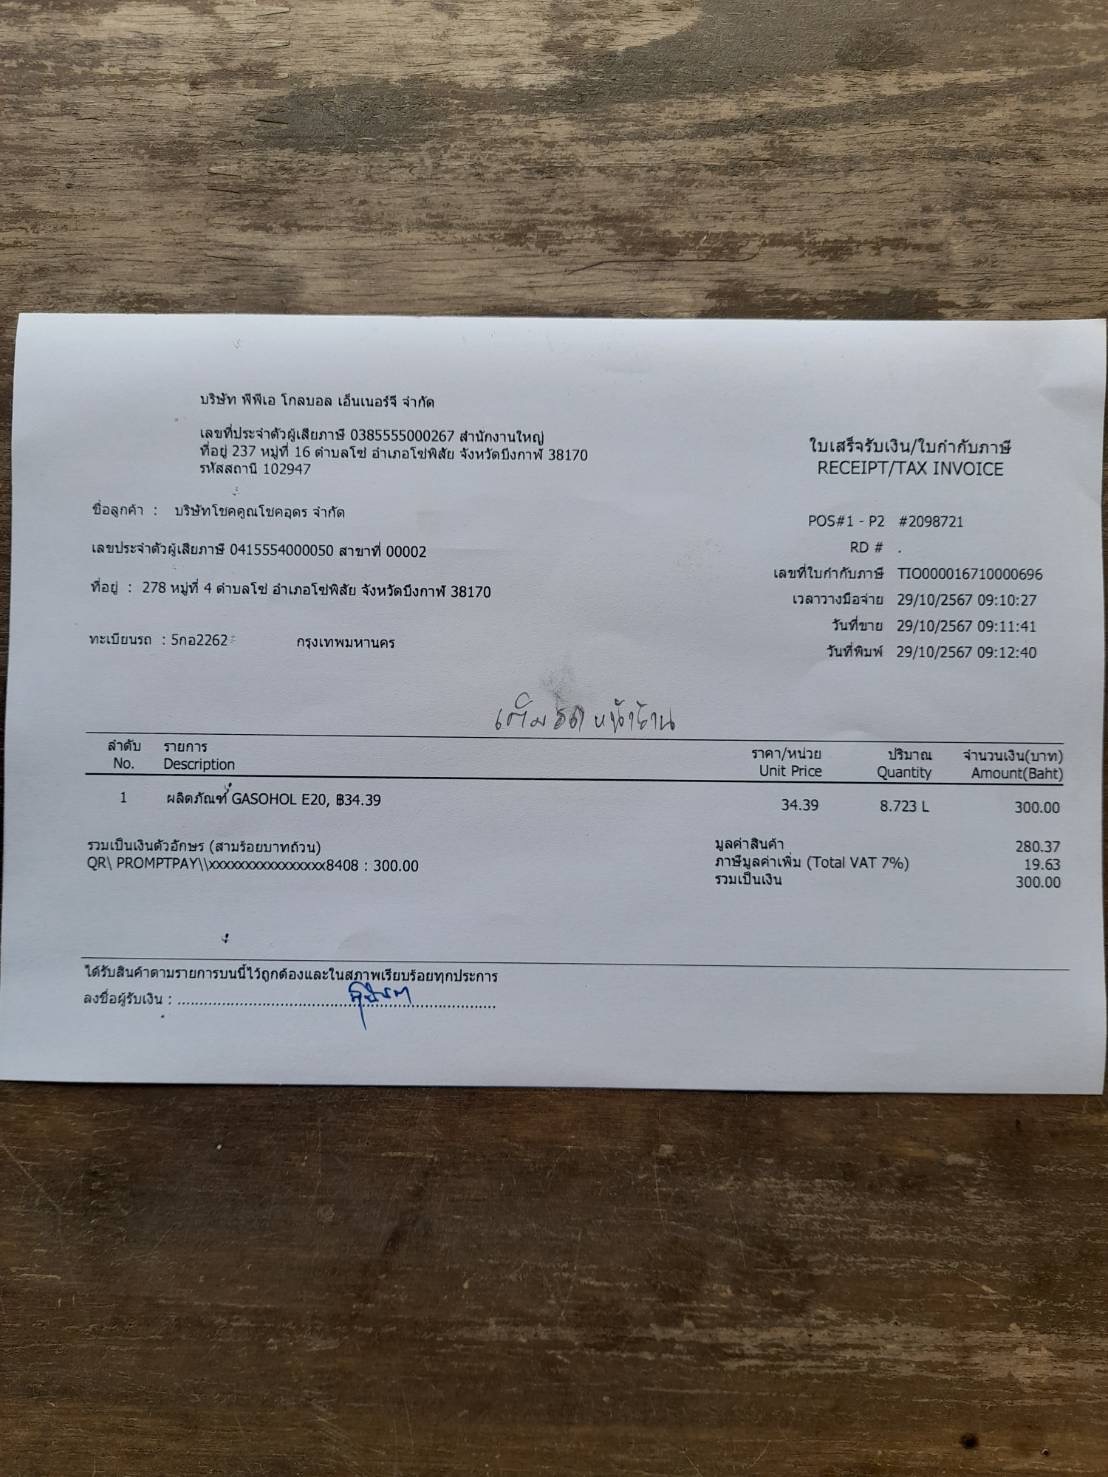 บริษัท พีพีเอ โกลบอล เอ็นเนอร์จี จำกัด
เลขที่ประจำตัวผู้เสียภาษี 0385555000267 สำนักงานใหญ่
ที่อยู่ 237 หมู่ที่ 16 ตำบลโซ่ อำเภอโซ่พิสัย จังหวัดบึงกาฬ 38170
รหัสสถานี 102947
ใบเสร็จรับเงิน/ใบกำกับภาษี
RECEIPT/TAX INVOICE
ชื่อลูกค้า : บริษัทโชคคูณโชคอุดร จำกัด
เลขประจำตัวผู้เสียภาษี 0415554000050 สาขาที่ 00002
ที่อยู่ : 278 หมู่ที่ 4 ตำบลโซ่ อำเภอโซ่พิสัย จังหวัดบึงกาฬ 38170
ทะเบียนรถ : 5กอ2262 กรุงเทพมหานคร
POS#1 - P2 #2098721
RD # .
เลขที่ใบกำกับภาษี TIO000016710000696
เวลาวางมือจ่าย 29/10/2567 09:10:27
วันที่ขาย 29/10/2567 09:11:41
วันที่พิมพ์ 29/10/2567 09:12:40
เติมรถหน้าร้าน
ลำดับ รายการ ราคา/หน่วย ปริมาณ จำนวนเงิน(บาท)
No. Description Unit Price Quantity Amount(Baht)
1 ผลิตภัณฑ์ GASOHOL E20, ฿34.39 34.39 8.723 L 300.00
รวมเป็นเงินตัวอักษร (สามร้อยบาทถ้วน)
QR\ PROMPTPAY\\xxxxxxxxxxxxxxxx8408 : 300.00
มูลค่าสินค้า 280.37
ภาษีมูลค่าเพิ่ม (Total VAT 7%) 19.63
รวมเป็นเงิน 300.00
ได้รับสินค้าตามรายการบนนี้ไว้ถูกต้องและในสภาพเรียบร้อยทุกประการ
ลงชื่อผู้รับเงิน :